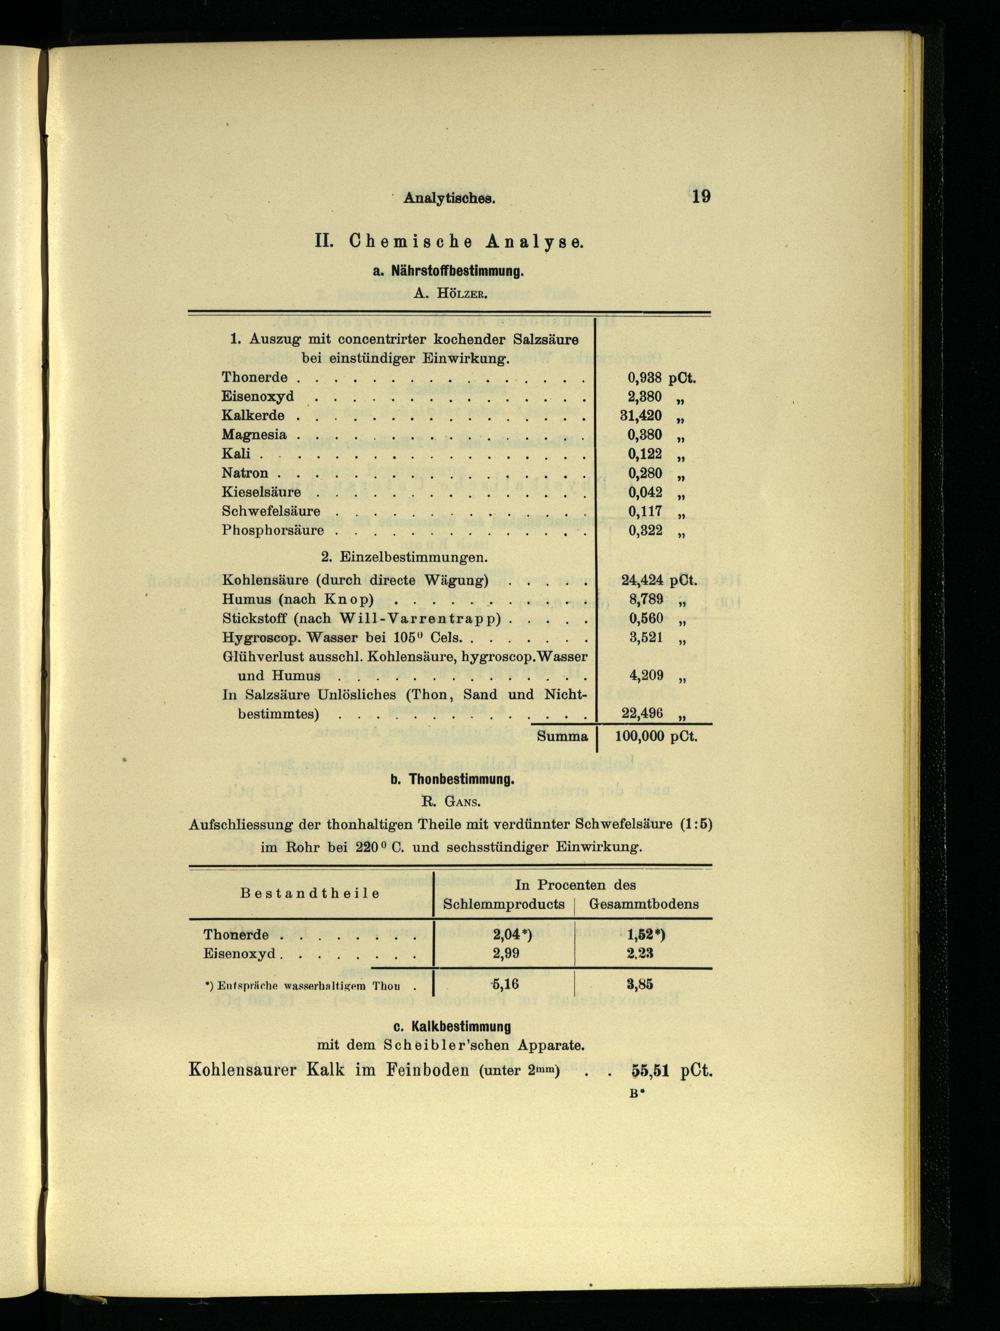 Analytisches. 19
II. Chemische Analyse.
a. Nährstoffbestimmung.
A. HÖLZER.
1. Auszug mit concentrirter kochender Salzsäure
bei einstündiger Einwirkung.
Thonerde . . . . . . . . . . . . . . . . 0,938 pCt.
Eisenoxyd . . . . . . . . . . . . . . . 2,380 „
Kalkerde . . . . . . . . . . . . . . . . 31,420 „
Magnesia . . . . . . . . . . . . . . . . 0,380 „
Kali . . . . . . . . . . . . . . . . . . 0,122 „
Natron . . . . . . . . . . . . . . . . . 0,280 „
Kieselsäure . . . . . . . . . . . . . . . 0,042 „
Schwefelsäure . . . . . . . . . . . . . . 0,117 „
Phosphorsäure . . . . . . . . . . . . . . 0,322 „
2. Einzelbestimmungen.
Kohlensäure (durch directe Wägung) . . . . . 24,424 pCt.
Humus (nach Knop) . . . . . . . . . . . 8,789 „
Stickstoff (nach Will-Varrentrapp) . . . . . 0,560 „
Hygroscop. Wasser bei 105⁰ Cels. . . . . . . . 3,521 „
Glühverlust ausschl. Kohlensäure, hygroscop. Wasser
und Humus . . . . . . . . . . . . . . 4,209 „
In Salzsäure Unlösliches (Thon, Sand und Nicht-
bestimmtes) . . . . . . . . . . . . . . 22,496 „
Summa 100,000 pCt.
b. Thonbestimmung.
R. GANS.
Aufschliessung der thonhaltigen Theile mit verdünnter Schwefelsäure (1:5)
im Rohr bei 220⁰ C. und sechsstündiger Einwirkung.
Bestandtheile
In Procenten des
Schlemmproducts Gesammtbodens
Thonerde . . . . . . . . 2,04*) 1,52*)
Eisenoxyd . . . . . . . . 2,99 2,23
*) Entspräche wasserhaltigem Thon . 5,16 3,85
c. Kalkbestimmung
mit dem Scheibler'schen Apparate.
Kohlensaurer Kalk im Feinboden (unter 2mm) . . 55,51 pCt.
B*